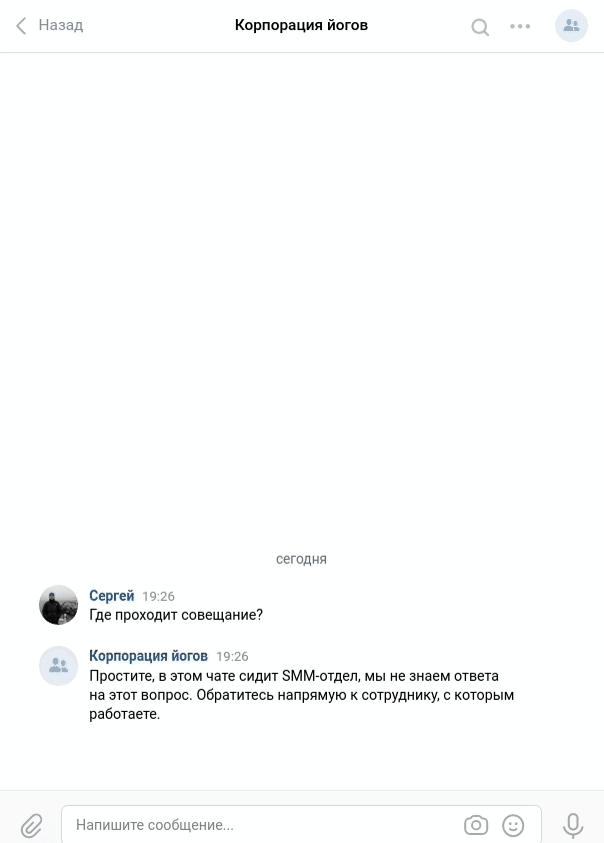 Назад
Корпорация йогов
сегодня
Сергей 19:26
Где проходит совещание?
Корпорация йогов 19:26
Простите, в этом чате сидит SMM-отдел, мы не знаем ответа
на этот вопрос. Обратитесь напрямую к сотруднику, с которым
работаете.
Напишите сообщение...